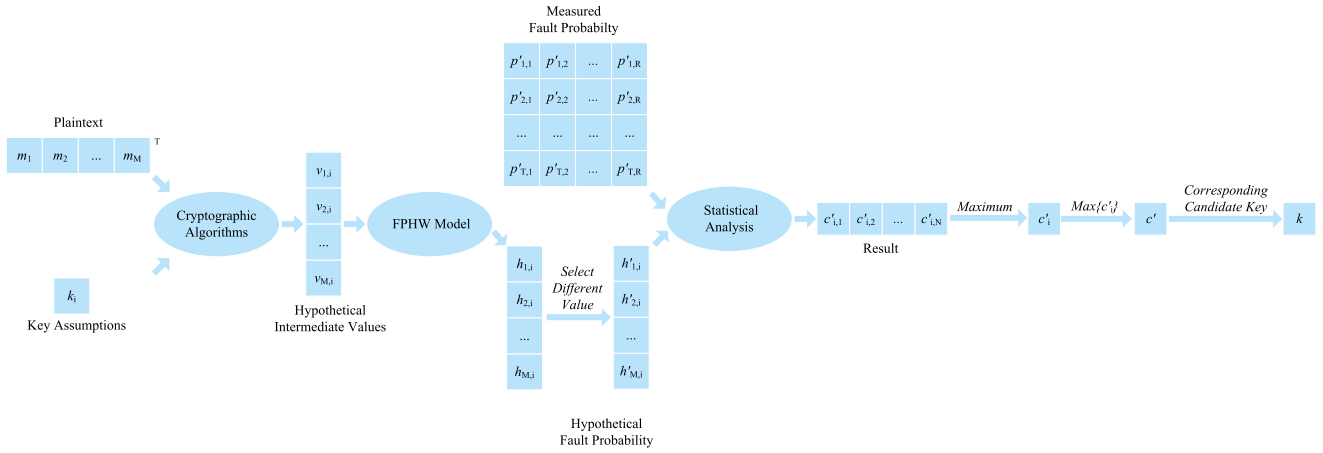 Measured
Fault Probabilty
p′1,1 p′1,2 ... p′1,R
p′2,1 p′2,2 ... p′2,R
... ... ... ...
p′T,1 p′T,2 ... p′T,R
Plaintext
m1 m2 ... mM T
Cryptographic
Algorithms
ki
Key Assumptions
v1,i
v2,i
...
vM,i
Hypothetical
Intermediate Values
FPHW Model
h1,i
h2,i
...
hM,i
Select
Different
Value
h′1,i
h′2,i
...
h′M,i
Hypothetical
Fault Probability
Statistical
Analysis
c′i,1 c′i,2 ... c′i,N
Result
Maximum
c′i
Max{c′i}
c′
Corresponding
Candidate Key
k